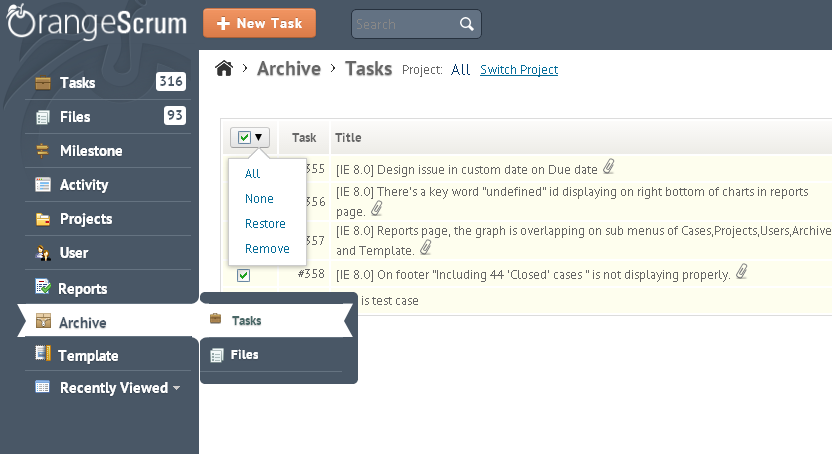 OrangeScrum
+ New Task
Search
Archive › Tasks Project: All Switch Project
Tasks 316
Files 93
Milestone
Activity
Projects
User
Reports
Archive
Template
Recently Viewed
Tasks
Files
Task Title
All
None
Restore
Remove
355 [IE 8.0] Design issue in custom date on Due date
356 [IE 8.0] There's a key word "undefined" id displaying on right bottom of charts in reports
page.
357 [IE 8.0] Reports page, the graph is overlapping on sub menus of Cases,Projects,Users,Archive
and Template.
#358 [IE 8.0] On footer "Including 44 'Closed' cases " is not displaying properly.
is test case